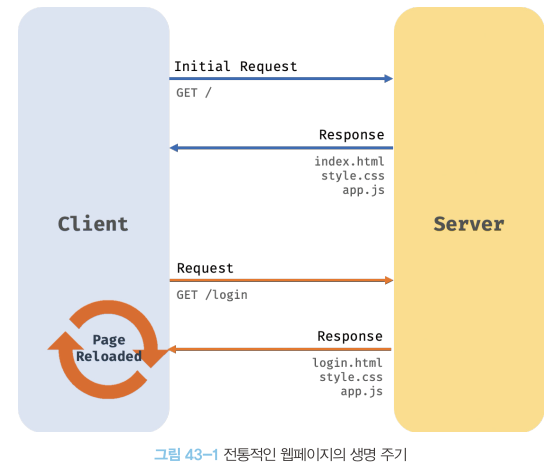 Initial Request
GET /
Response
index.html
style.css
app.js
Client
Server
Request
GET /login
Page
Reloaded
Response
login.html
style.css
app.js
그림 43-1 전통적인 웹페이지의 생명 주기